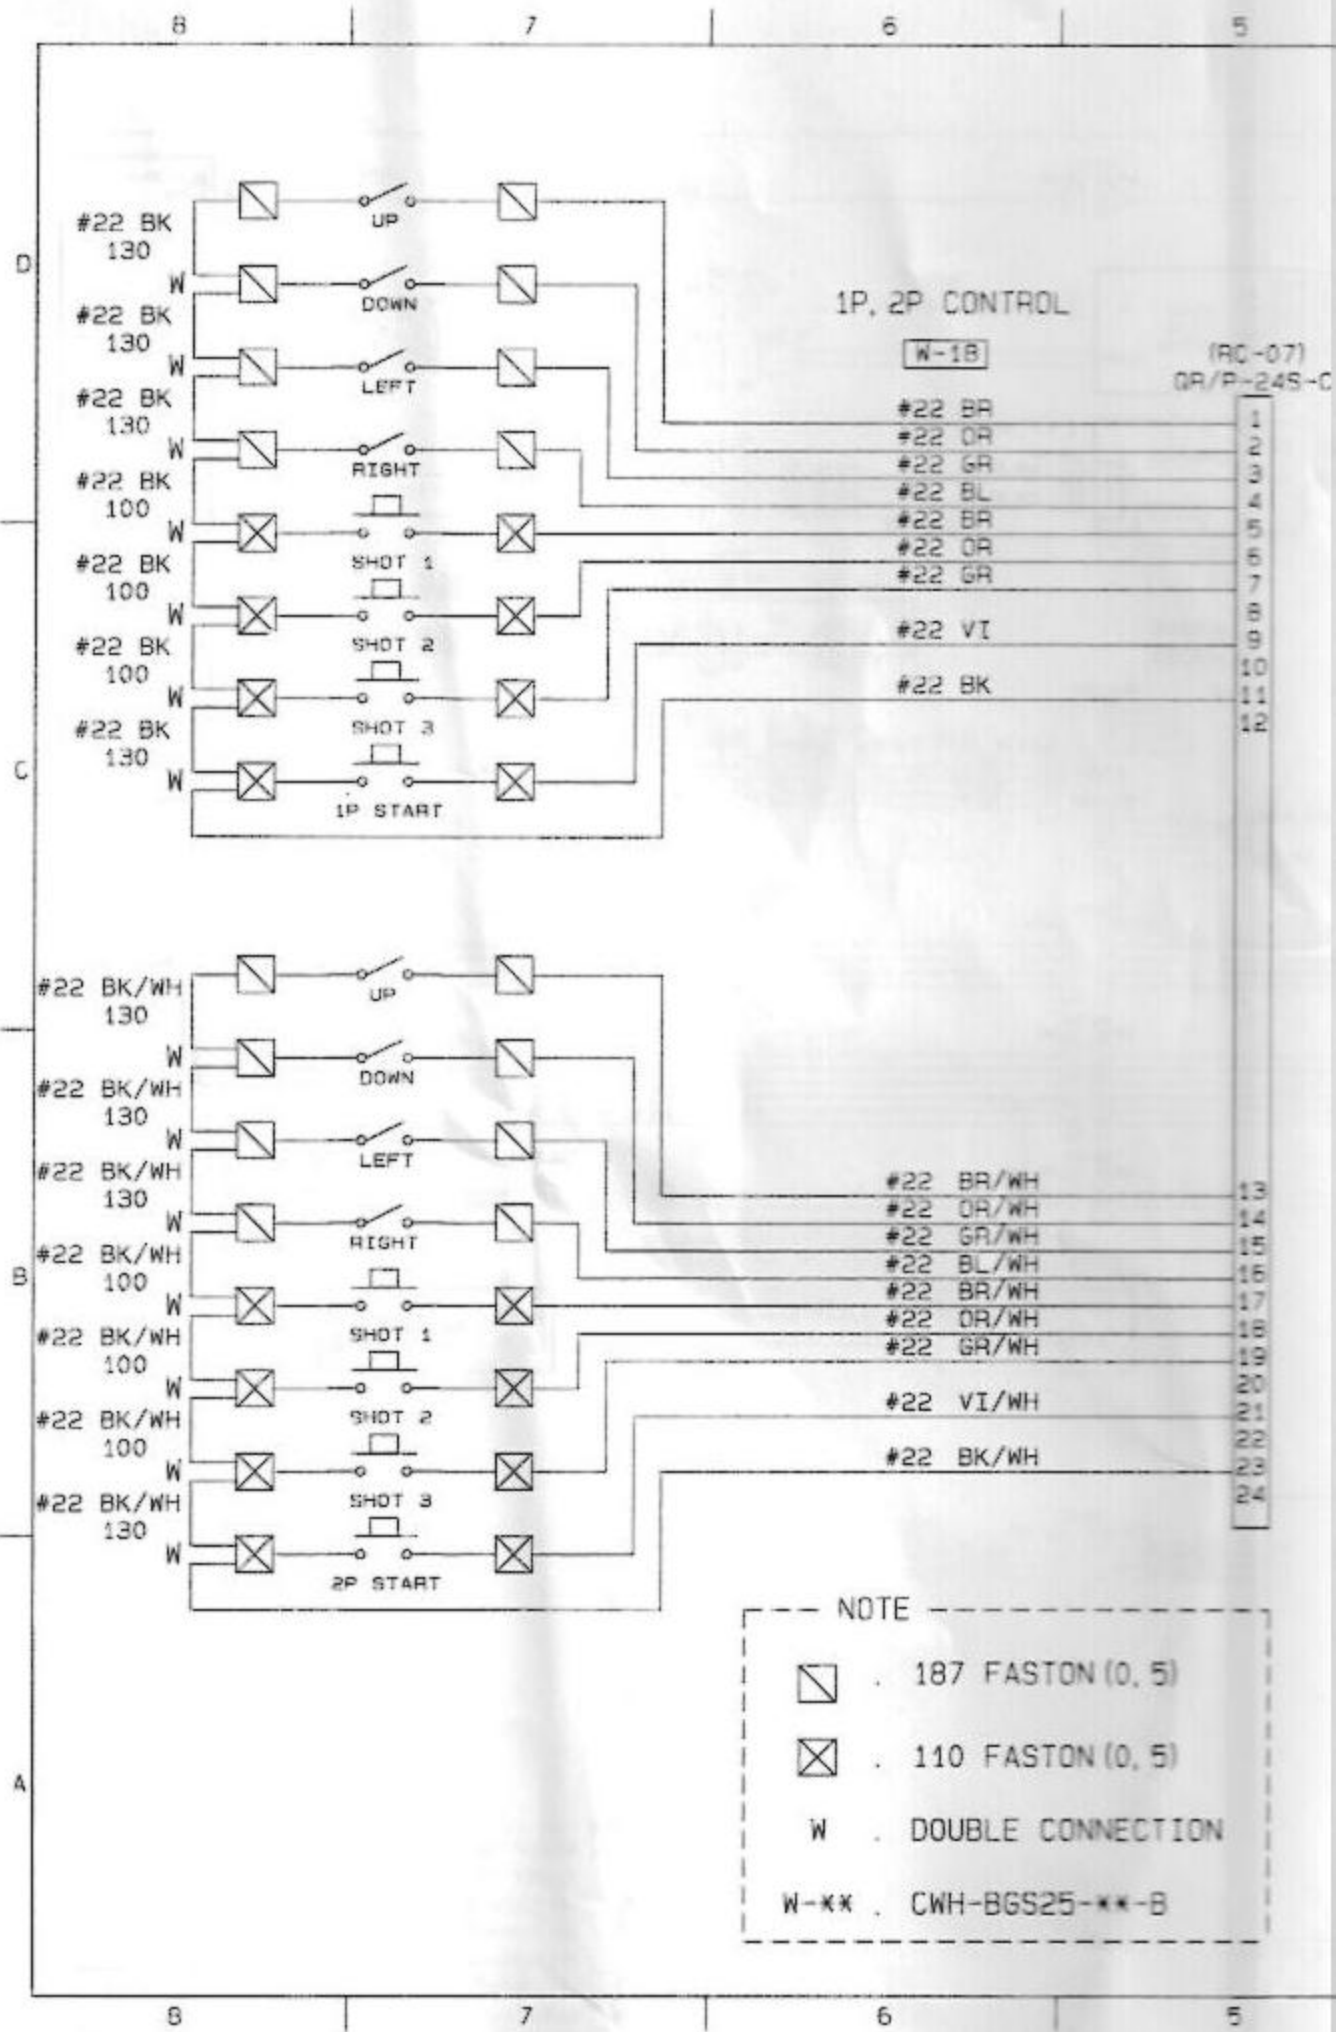 8 7 6 5
D
#22 BK
130
UP
W
DOWN
#22 BK
130
W
LEFT
#22 BK
130
W
RIGHT
#22 BK
100
W
SHOT 1
#22 BK
100
W
SHOT 2
#22 BK
100
W
SHOT 3
#22 BK
130
C
W
1P START
1P, 2P CONTROL
W-18
(RC-07)
QR/P-24S-C
#22 BR 1
#22 OR 2
#22 GR 3
#22 BL 4
#22 BR 5
#22 OR 6
#22 GR 7
8
#22 VI 9
10
#22 BK 11
12
#22 BK/WH
130
UP
W
DOWN
#22 BK/WH
130
W
LEFT
#22 BK/WH
130
W
RIGHT
B
#22 BK/WH
100
W
SHOT 1
#22 BK/WH
100
W
SHOT 2
#22 BK/WH
100
W
SHOT 3
#22 BK/WH
130
W
2P START
#22 BR/WH 13
#22 OR/WH 14
#22 GR/WH 15
#22 BL/WH 16
#22 BR/WH 17
#22 OR/WH 18
#22 GR/WH 19
20
#22 VI/WH 21
22
#22 BK/WH 23
24
NOTE
. 187 FASTON (0, 5)
. 110 FASTON (0, 5)
W . DOUBLE CONNECTION
W-** . CWH-BGS25-**-B
A
8 7 6 5